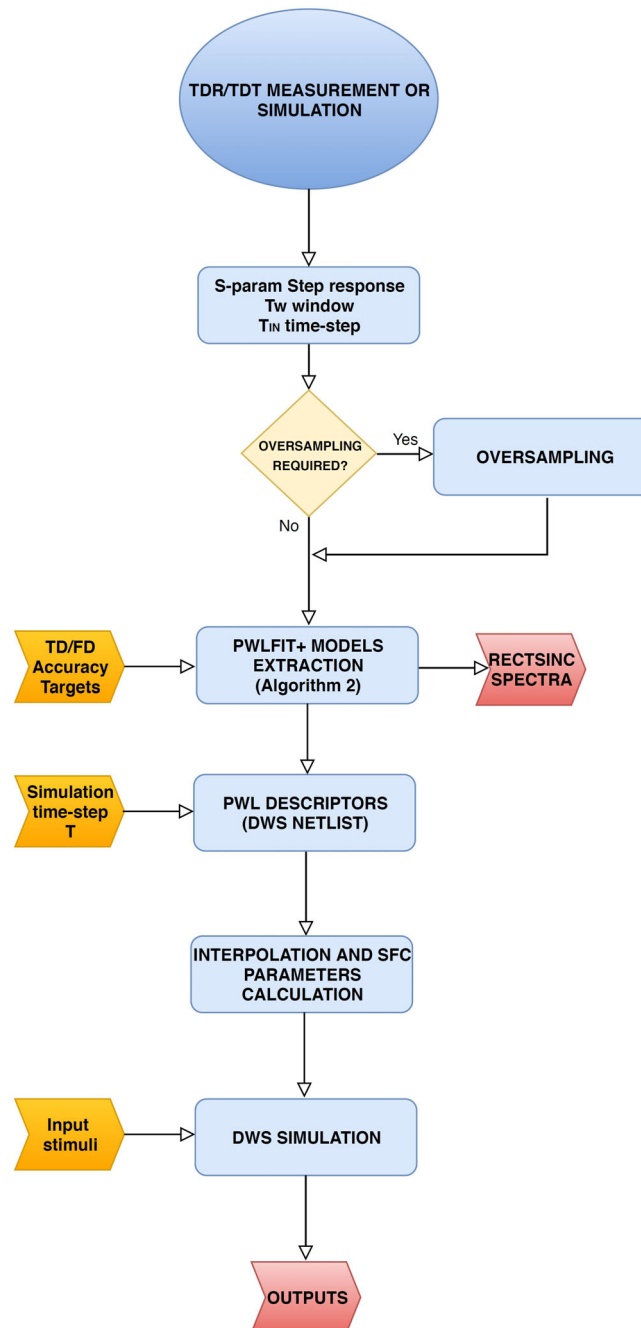 TDR/TDT MEASUREMENT OR
SIMULATION
S-param Step response
Tw window
TIN time-step
OVERSAMPLING
REQUIRED?
Yes
OVERSAMPLING
No
TD/FD
Accuracy
Targets
PWLFIT+ MODELS
EXTRACTION
(Algorithm 2)
RECTSINC
SPECTRA
Simulation
time-step
T
PWL DESCRIPTORS
(DWS NETLIST)
INTERPOLATION AND SFC
PARAMETERS
CALCULATION
Input
stimuli
DWS SIMULATION
OUTPUTS